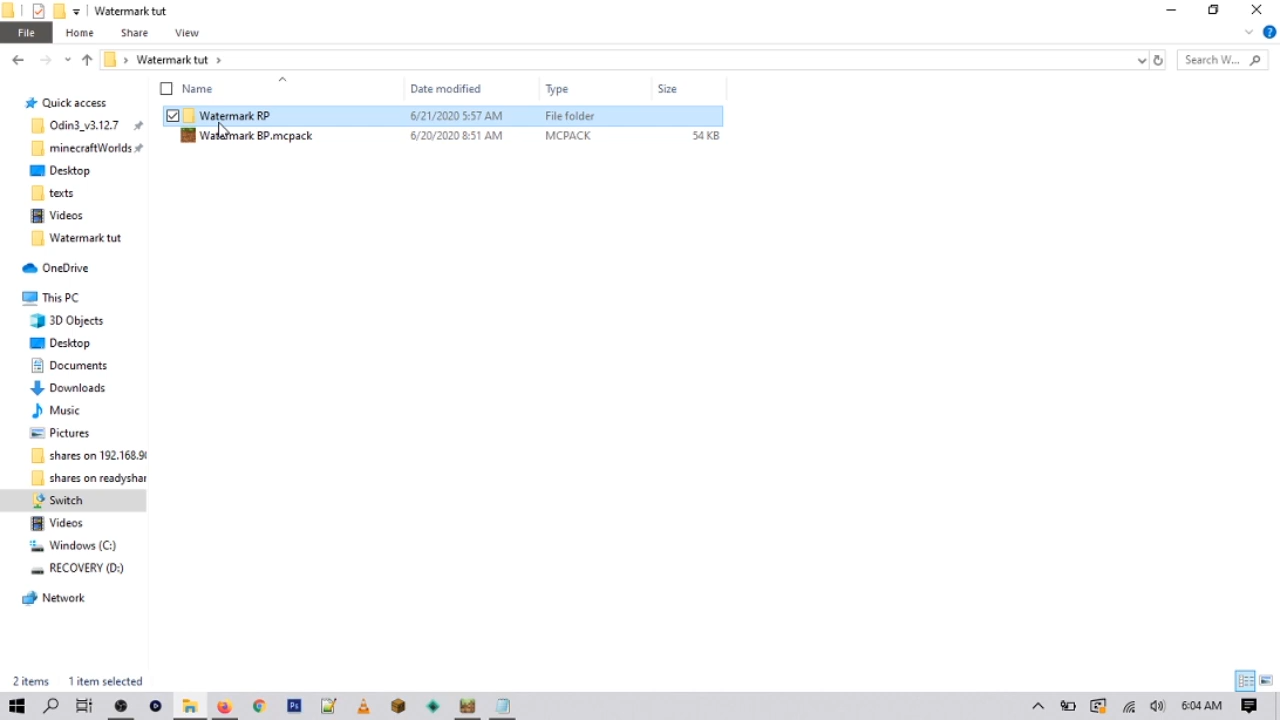 Watermark tut
File Home Share View
Watermark tut
Search W...
Name Date modified Type Size
Quick access
Watermark RP 6/21/2020 5:57 AM File folder
Odin3_v3.12.7
Watermark BP.mcpack 6/20/2020 8:51 AM MCPACK 54 KB
minecraftWorlds
Desktop
texts
Videos
Watermark tut
OneDrive
This PC
3D Objects
Desktop
Documents
Downloads
Music
Pictures
shares on 192.168.90
shares on readyshar
Switch
Videos
Windows (C:)
RECOVERY (D:)
Network
2 items 1 item selected
6:04 AM